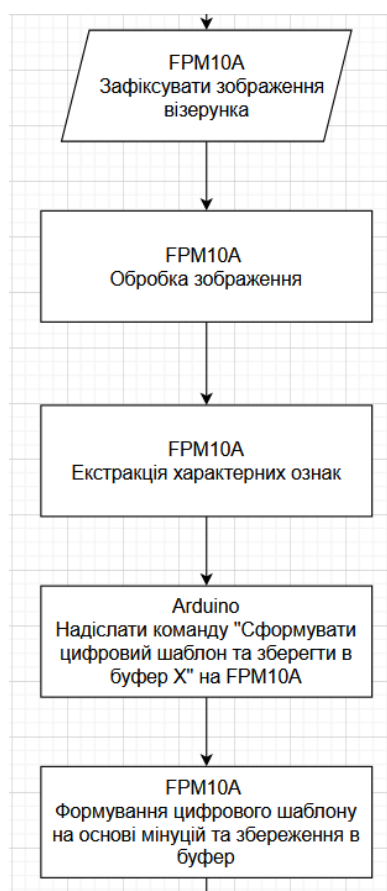 FPM10A
Зафіксувати зображення
візерунка
FPM10A
Обробка зображення
FPM10A
Екстракція характерних ознак
Arduino
Надіслати команду "Сформувати
цифровий шаблон та зберегти в
буфер X" на FPM10A
FPM10A
Формування цифрового шаблону
на основі мінуцій та збереження в
буфер